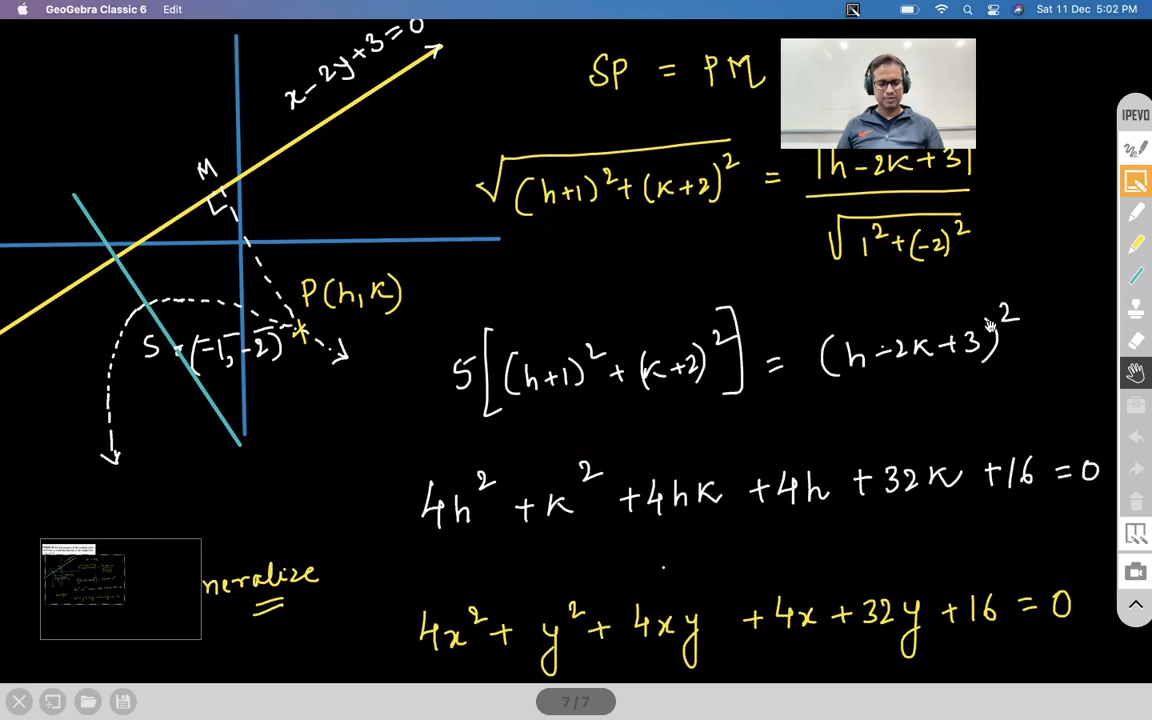 GeoGebra Classic 6 Edit Sat 11 Dec 5:02 PM
x-2y+3=0
SP = PM
IPEVO
M
√(h+1)²+(k+2)² = |h-2k+3| / √1²+(-2)²
P(h,k)
S (-1,-2)
5[(h+1)²+(k+2)²] = (h-2k+3)²
4h² + k² +4hk +4h +32k +16 =0
neralize
4x²+ y²+ 4xy +4x +32y +16 =0
7/7